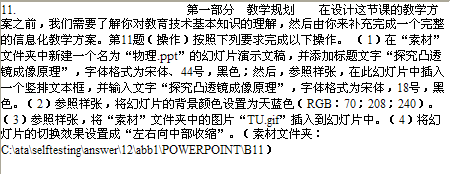 11.　　　　　　　　　　　　　第一部分　教学规划　　在设计这节课的教学方
案之前，我们需要了解你对教育技术基本知识的理解，然后由你来补充完成一个完整
的信息化教学方案。第11题（操作）按照下列要求完成以下操作。（1）在“素材”
文件夹中新建一个名为“物理.ppt”的幻灯片演示文稿，并添加标题文字“探究凸透
镜成像原理”，字体格式为宋体、44号，黑色；然后，参照样张，在此幻灯片中插入
一个竖排文本框，并输入文字“探究凸透镜成像原理”，字体格式为宋体，18号，黑
色。（2）参照样张，将幻灯片的背景颜色设置为天蓝色（RGB：70；208；240）。
（3）参照样张，将“素材”文件夹中的图片“TU.gif”插入到幻灯片中。（4）将幻
灯片的切换效果设置成“左右向中部收缩”。（素材文件夹：
C:\ata\selftesting\answer\12\abb1\POWERPOINT\B11）